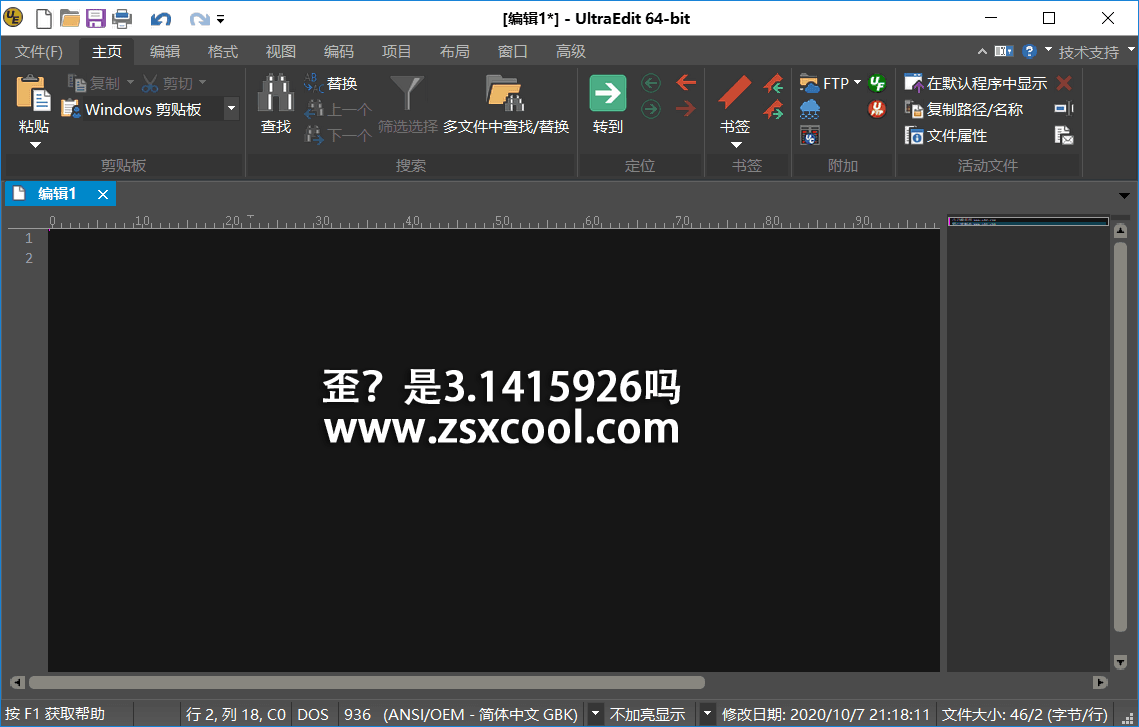 [编辑1*] - UltraEdit 64-bit
文件(F) 主页 编辑 格式 视图 编码 项目 布局 窗口 高级 技术支持
复制 剪切 替换 FTP 在默认程序中显示
Windows 剪贴板 上一个 复制路径/名称
粘贴 查找 下一个 筛选选择 多文件中查找/替换 转到 书签 文件属性
剪贴板 搜索 定位 书签 附加 活动文件
编辑1
0 10 20 30 40 50 60 70 80 90
1
2
歪？是3.1415926吗
www.zsxcool.com
按 F1 获取帮助 行 2, 列 18, C0 DOS 936 (ANSI/OEM - 简体中文 GBK) 不加亮显示 修改日期: 2020/10/7 21:18:11 文件大小: 46/2 (字节/行)